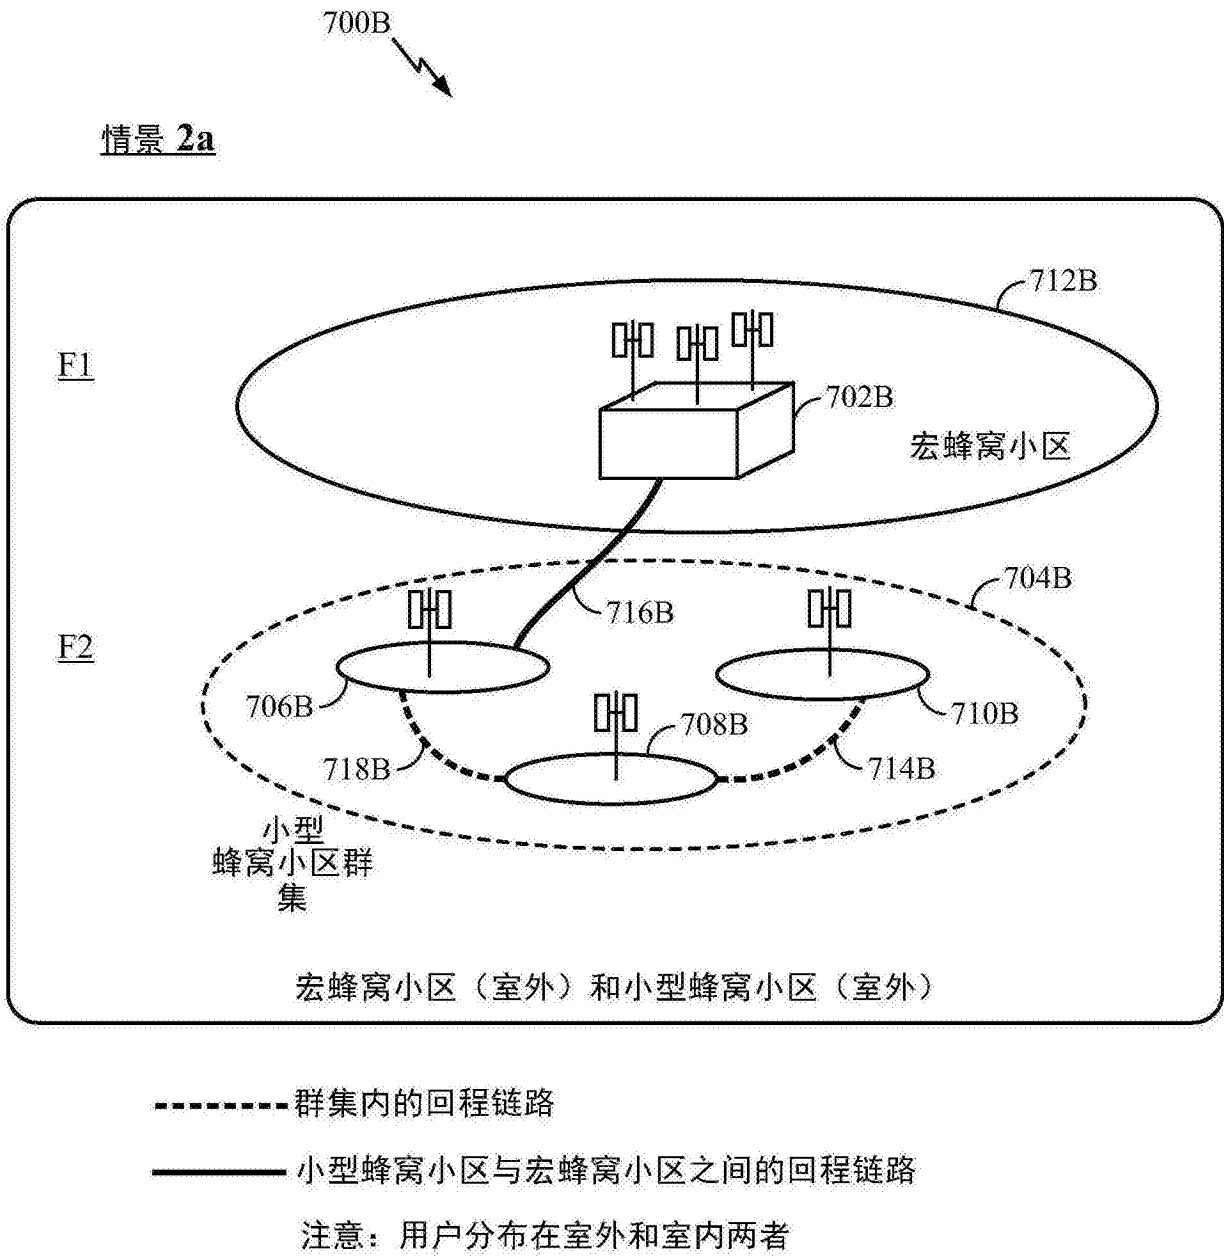 700B
情景 2a
712B
F1
702B
宏蜂窝小区
704B
716B
F2
706B
708B
710B
718B
714B
小型
蜂窝小区群
集
宏蜂窝小区（室外）和小型蜂窝小区（室外）
群集内的回程链路
小型蜂窝小区与宏蜂窝小区之间的回程链路
注意：用户分布在室外和室内两者